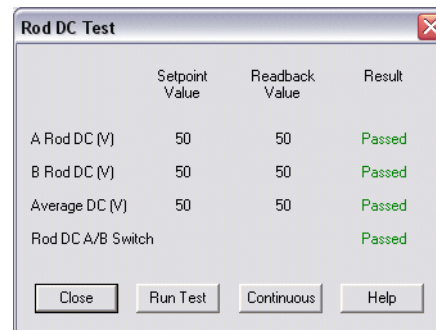 Rod DC Test
Setpoint Value Readback Value Result
A Rod DC (V) 50 50 Passed
B Rod DC (V) 50 50 Passed
Average DC (V) 50 50 Passed
Rod DC A/B Switch Passed
Close Run Test Continuous Help